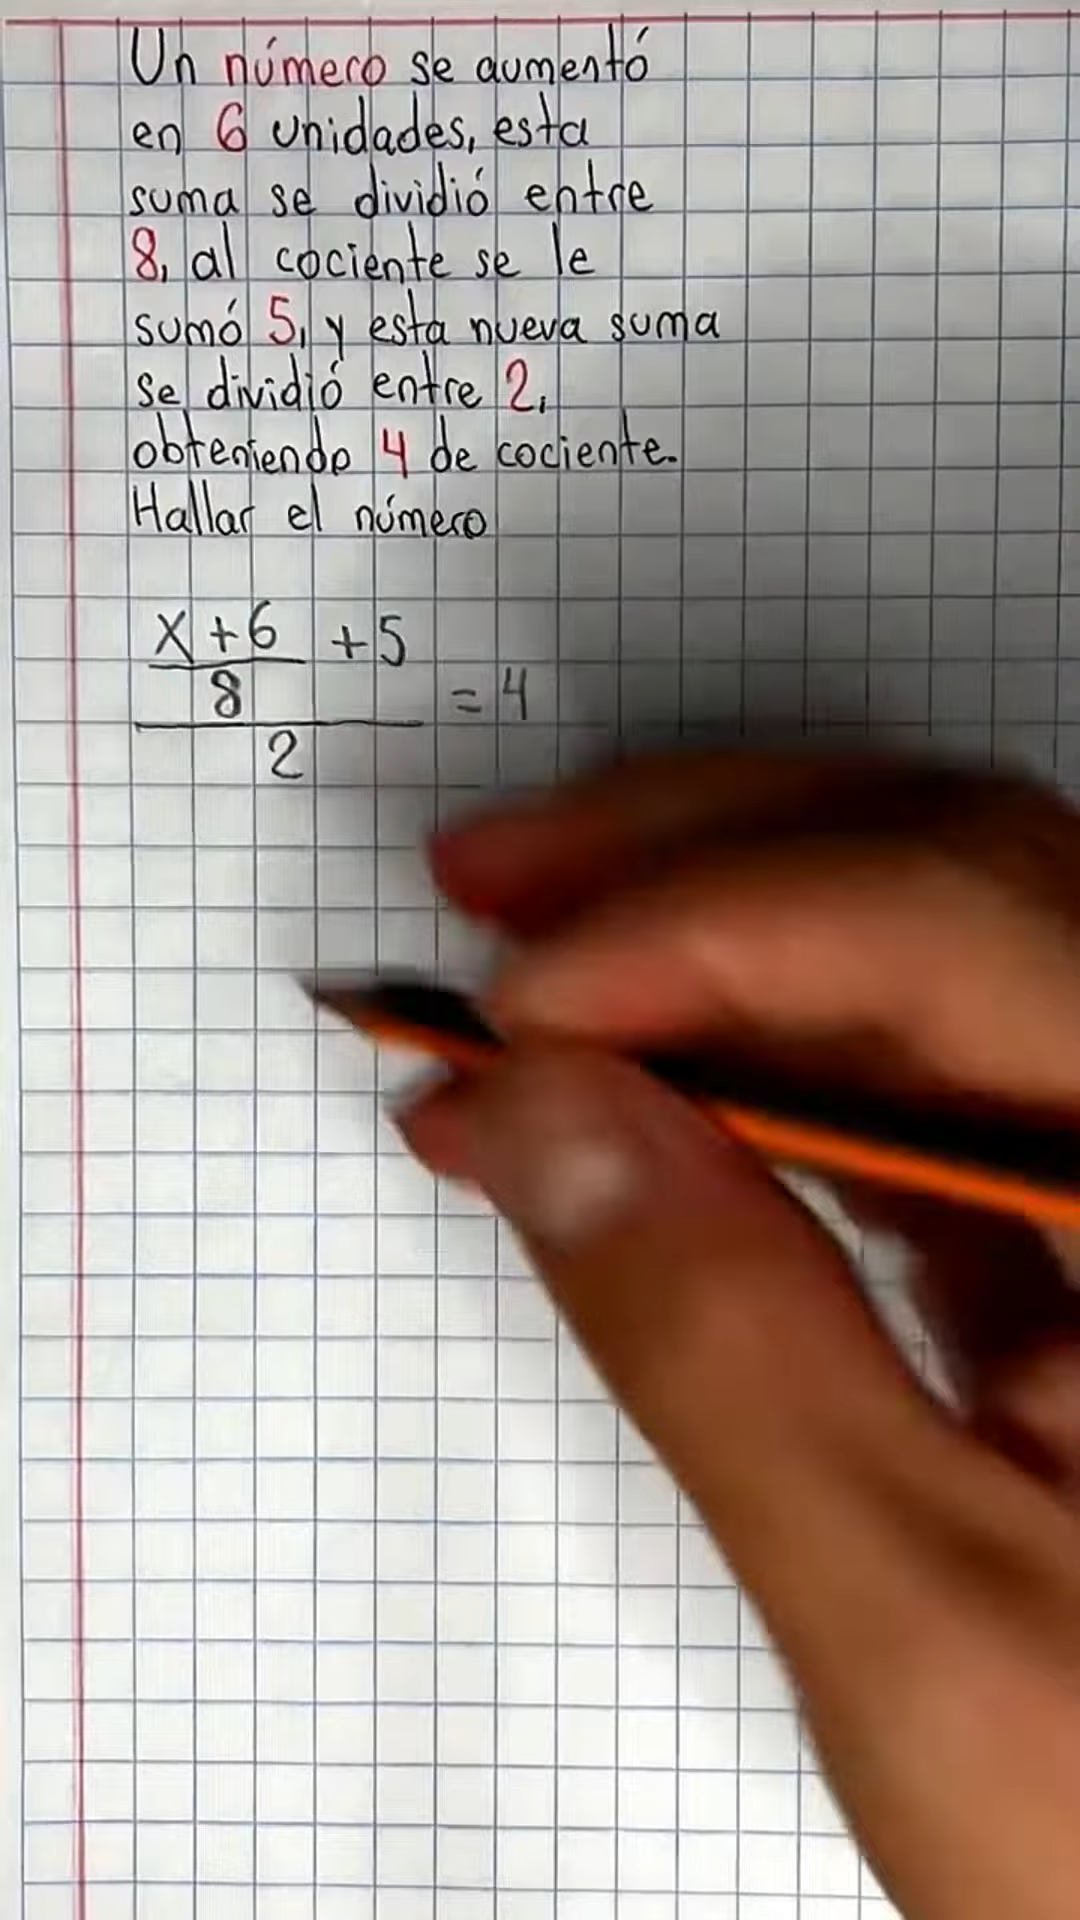 Un número se aumentó
en 6 unidades, esta
suma se dividió entre
8, al cociente se le
sumó 5, y esta nueva suma
se dividió entre 2,
obteniendo 4 de cociente.
Hallar el número
x + 6 + 5
8
= 4
2